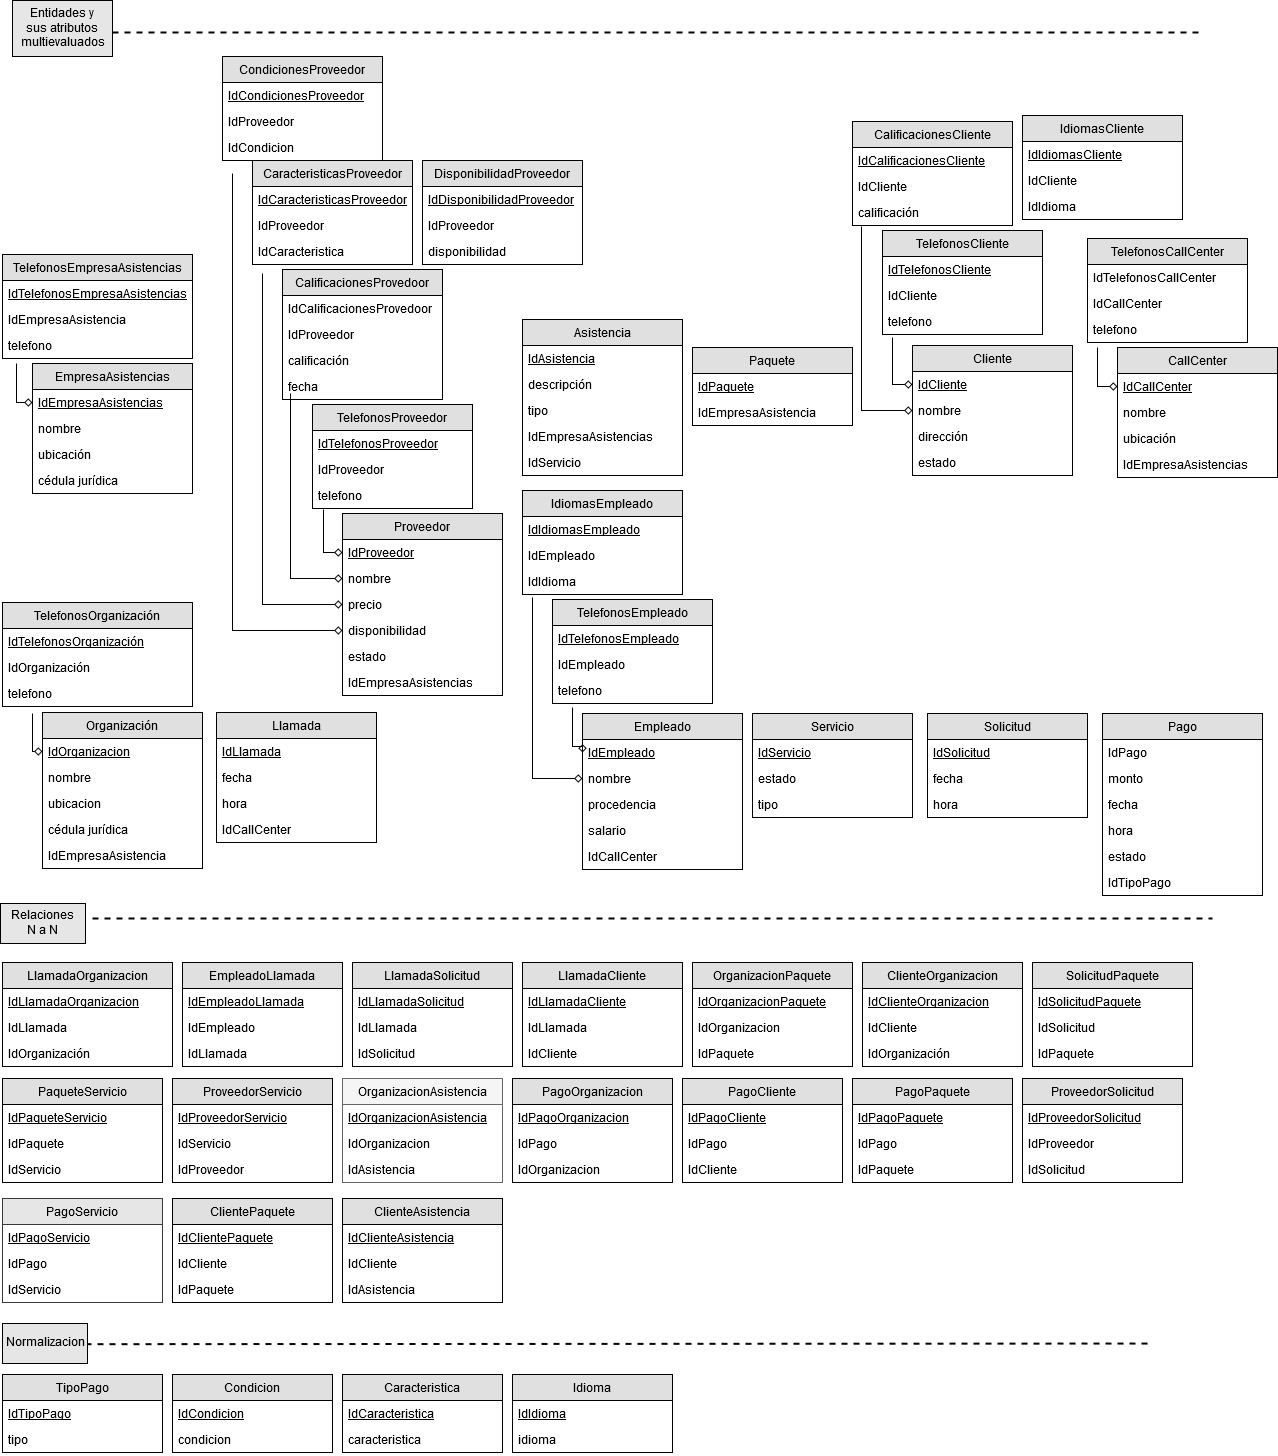 Entidades y
sus atributos
multievaluados
CondicionesProveedor
IdCondicionesProveedor
IdProveedor
IdCondicion
CaracteristicasProveedor
IdCaracteristicasProveedor
IdProveedor
IdCaracteristica
DisponibilidadProveedor
IdDisponibilidadProveedor
IdProveedor
disponibilidad
CalificacionesCliente
IdCalificacionesCliente
IdCliente
calificación
IdiomasCliente
IdIdiomasCliente
IdCliente
IdIdioma
TelefonosEmpresaAsistencias
IdTelefonosEmpresaAsistencias
IdEmpresaAsistencia
telefono
EmpresaAsistencias
IdEmpresaAsistencias
nombre
ubicación
cédula jurídica
CalificacionesProvedoor
IdCalificacionesProvedoor
IdProveedor
calificación
fecha
TelefonosProveedor
IdTelefonosProveedor
IdProveedor
telefono
Proveedor
IdProveedor
nombre
precio
disponibilidad
estado
IdEmpresaAsistencias
Asistencia
IdAsistencia
descripción
tipo
IdEmpresaAsistencias
IdServicio
Paquete
IdPaquete
IdEmpresaAsistencia
TelefonosCliente
IdTelefonosCliente
IdCliente
telefono
Cliente
IdCliente
nombre
dirección
estado
TelefonosCallCenter
IdTelefonosCallCenter
IdCallCenter
telefono
CallCenter
IdCallCenter
nombre
ubicación
IdEmpresaAsistencias
IdiomasEmpleado
IdIdiomasEmpleado
IdEmpleado
IdIdioma
TelefonosEmpleado
IdTelefonosEmpleado
IdEmpleado
telefono
TelefonosOrganización
IdTelefonosOrganización
IdOrganización
telefono
Organización
IdOrganizacion
nombre
ubicacion
cédula jurídica
IdEmpresaAsistencia
Llamada
IdLlamada
fecha
hora
IdCallCenter
Empleado
IdEmpleado
nombre
procedencia
salario
IdCallCenter
Servicio
IdServicio
estado
tipo
Solicitud
IdSolicitud
fecha
hora
Pago
IdPago
monto
fecha
hora
estado
IdTipoPago
Relaciones
N a N
LlamadaOrganizacion
IdLlamadaOrganizacion
IdLlamada
IdOrganización
EmpleadoLlamada
IdEmpleadoLlamada
IdEmpleado
IdLlamada
LlamadaSolicitud
IdLlamadaSolicitud
IdLlamada
IdSolicitud
LlamadaCliente
IdLlamadaCliente
IdLlamada
IdCliente
OrganizacionPaquete
IdOrganizacionPaquete
IdOrganizacion
IdPaquete
ClienteOrganizacion
IdClienteOrganizacion
IdCliente
IdOrganización
SolicitudPaquete
IdSolicitudPaquete
IdSolicitud
IdPaquete
PaqueteServicio
IdPaqueteServicio
IdPaquete
IdServicio
ProveedorServicio
IdProveedorServicio
IdServicio
IdProveedor
OrganizacionAsistencia
IdOrganizacionAsistencia
IdOrganizacion
IdAsistencia
PagoOrganizacion
IdPagoOrganizacion
IdPago
IdOrganizacion
PagoCliente
IdPagoCliente
IdPago
IdCliente
PagoPaquete
IdPagoPaquete
IdPago
IdPaquete
ProveedorSolicitud
IdProveedorSolicitud
IdProveedor
IdSolicitud
PagoServicio
IdPagoServicio
IdPago
IdServicio
ClientePaquete
IdClientePaquete
IdCliente
IdPaquete
ClienteAsistencia
IdClienteAsistencia
IdCliente
IdAsistencia
Normalizacion
TipoPago
IdTipoPago
tipo
Condicion
IdCondicion
condicion
Caracteristica
IdCaracteristica
caracteristica
Idioma
IdIdioma
idioma